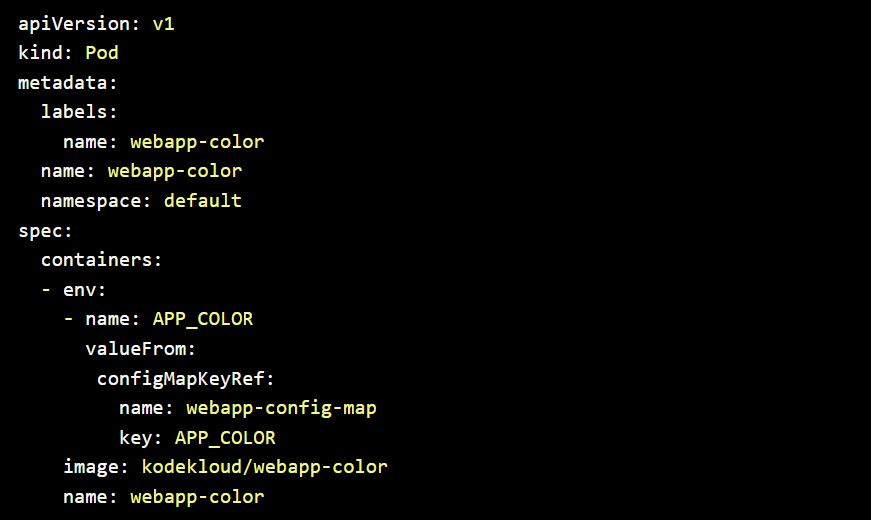 apiVersion: v1
kind: Pod
metadata:
  labels:
    name: webapp-color
  name: webapp-color
  namespace: default
spec:
  containers:
  - env:
    - name: APP_COLOR
      valueFrom:
       configMapKeyRef:
         name: webapp-config-map
         key: APP_COLOR
    image: kodekloud/webapp-color
    name: webapp-color